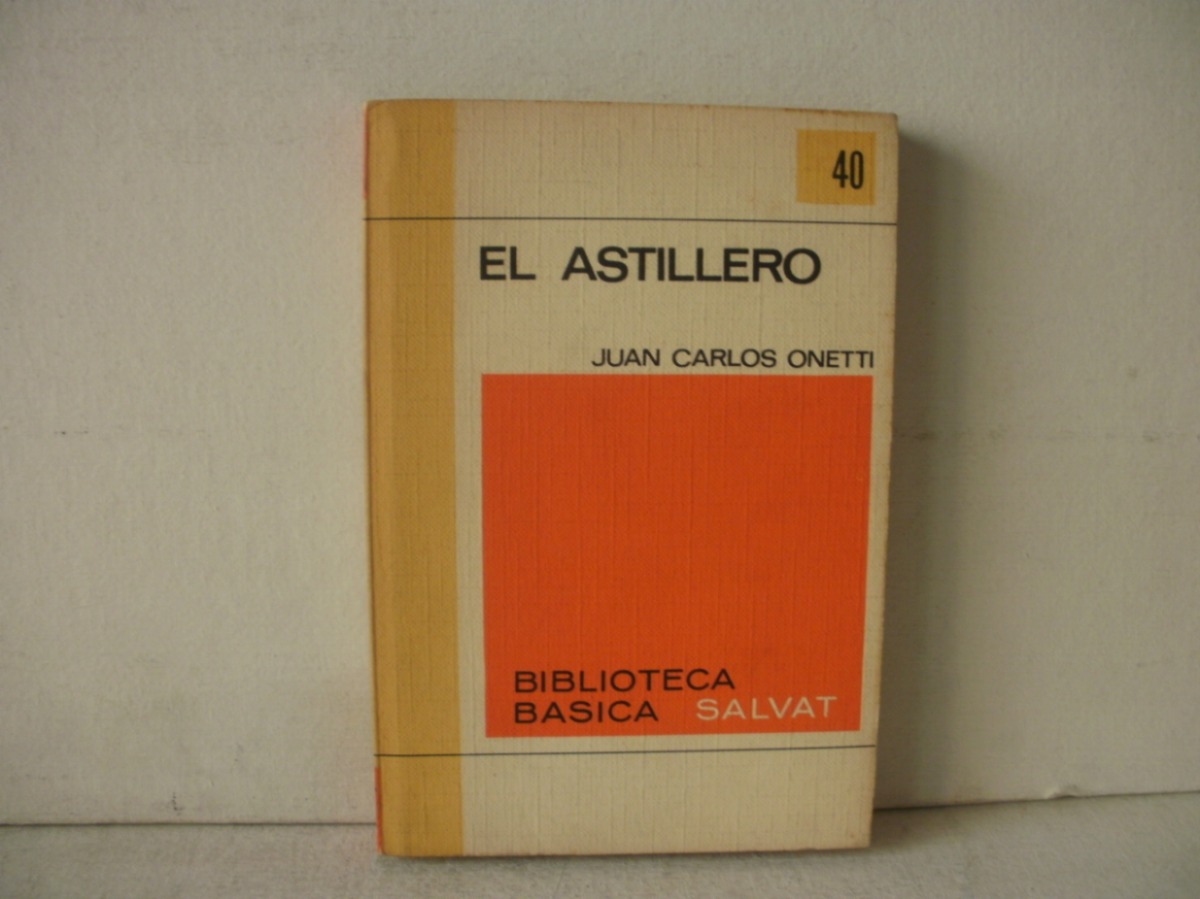 40
EL ASTILLERO
JUAN CARLOS ONETTI
BIBLIOTECA
BASICA SALVAT